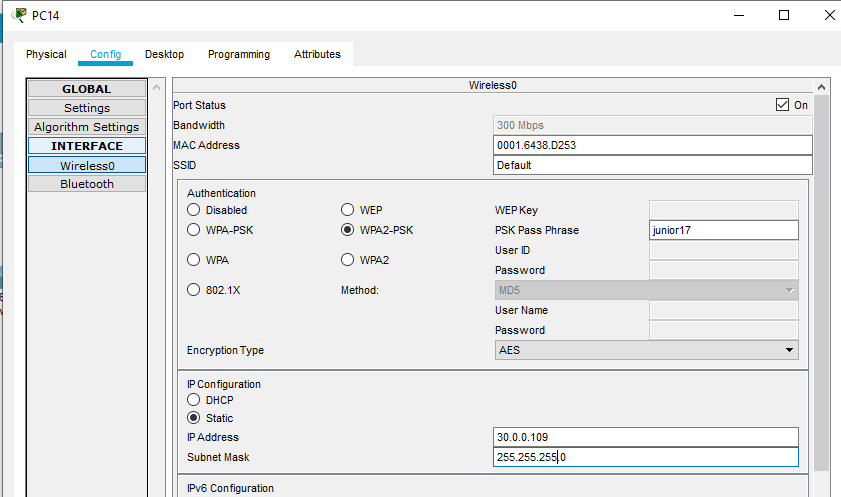 PC14
Physical Config Desktop Programming Attributes
GLOBAL
Settings
Algorithm Settings
INTERFACE
Wireless0
Bluetooth
Wireless0
Port Status On
Bandwidth 300 Mbps
MAC Address 0001.6438.D253
SSID Default
Authentication
Disabled WEP WEP Key
WPA-PSK WPA2-PSK PSK Pass Phrase junior17
User ID
WPA WPA2
Password
802.1X Method: MD5
User Name
Password
Encryption Type AES
IP Configuration
DHCP
Static
IP Address 30.0.0.109
Subnet Mask 255.255.255.0
IPv6 Configuration